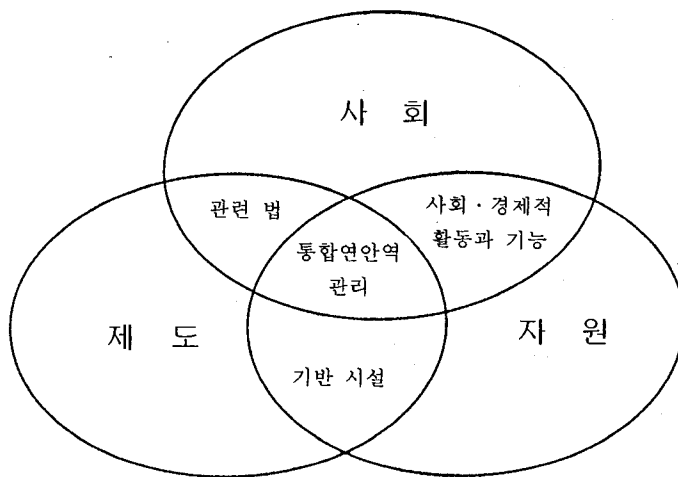 사 회
관련 법
사회·경제적
활동과 기능
통합연안역
관리
제 도
자 원
기반 시설